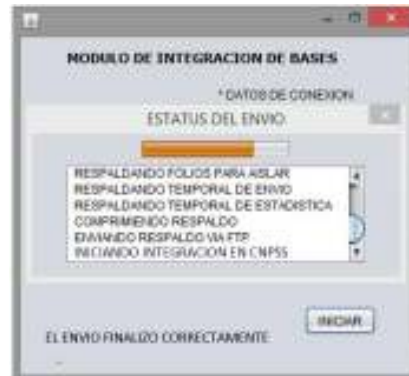 MODULO DE INTEGRACION DE BASES
* DATOS DE CONEXION
ESTATUS DEL ENVIO
RESPALDANDO FOLIOS PARA AISLAR
RESPALDANDO TEMPORAL DE ENVIO
RESPALDANDO TEMPORAL DE ESTADISTICA
COMPRIMIENDO RESPALDO
ENVIANDO RESPALDO VIA FTP
INICIANDO INTEGRACION EN CNPSS
INICIAR
EL ENVIO FINALIZO CORRECTAMENTE